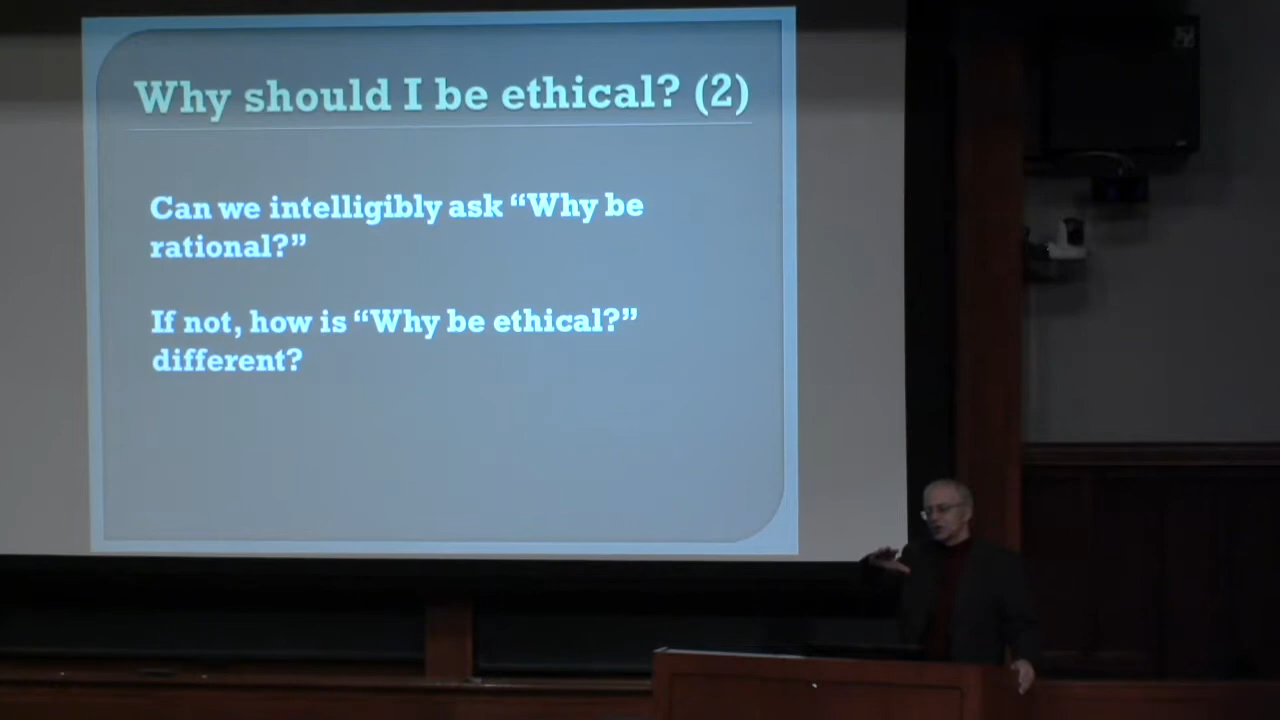 Why should I be ethical? (2)
Can we intelligibly ask “Why be
rational?”
If not, how is “Why be ethical?”
different?